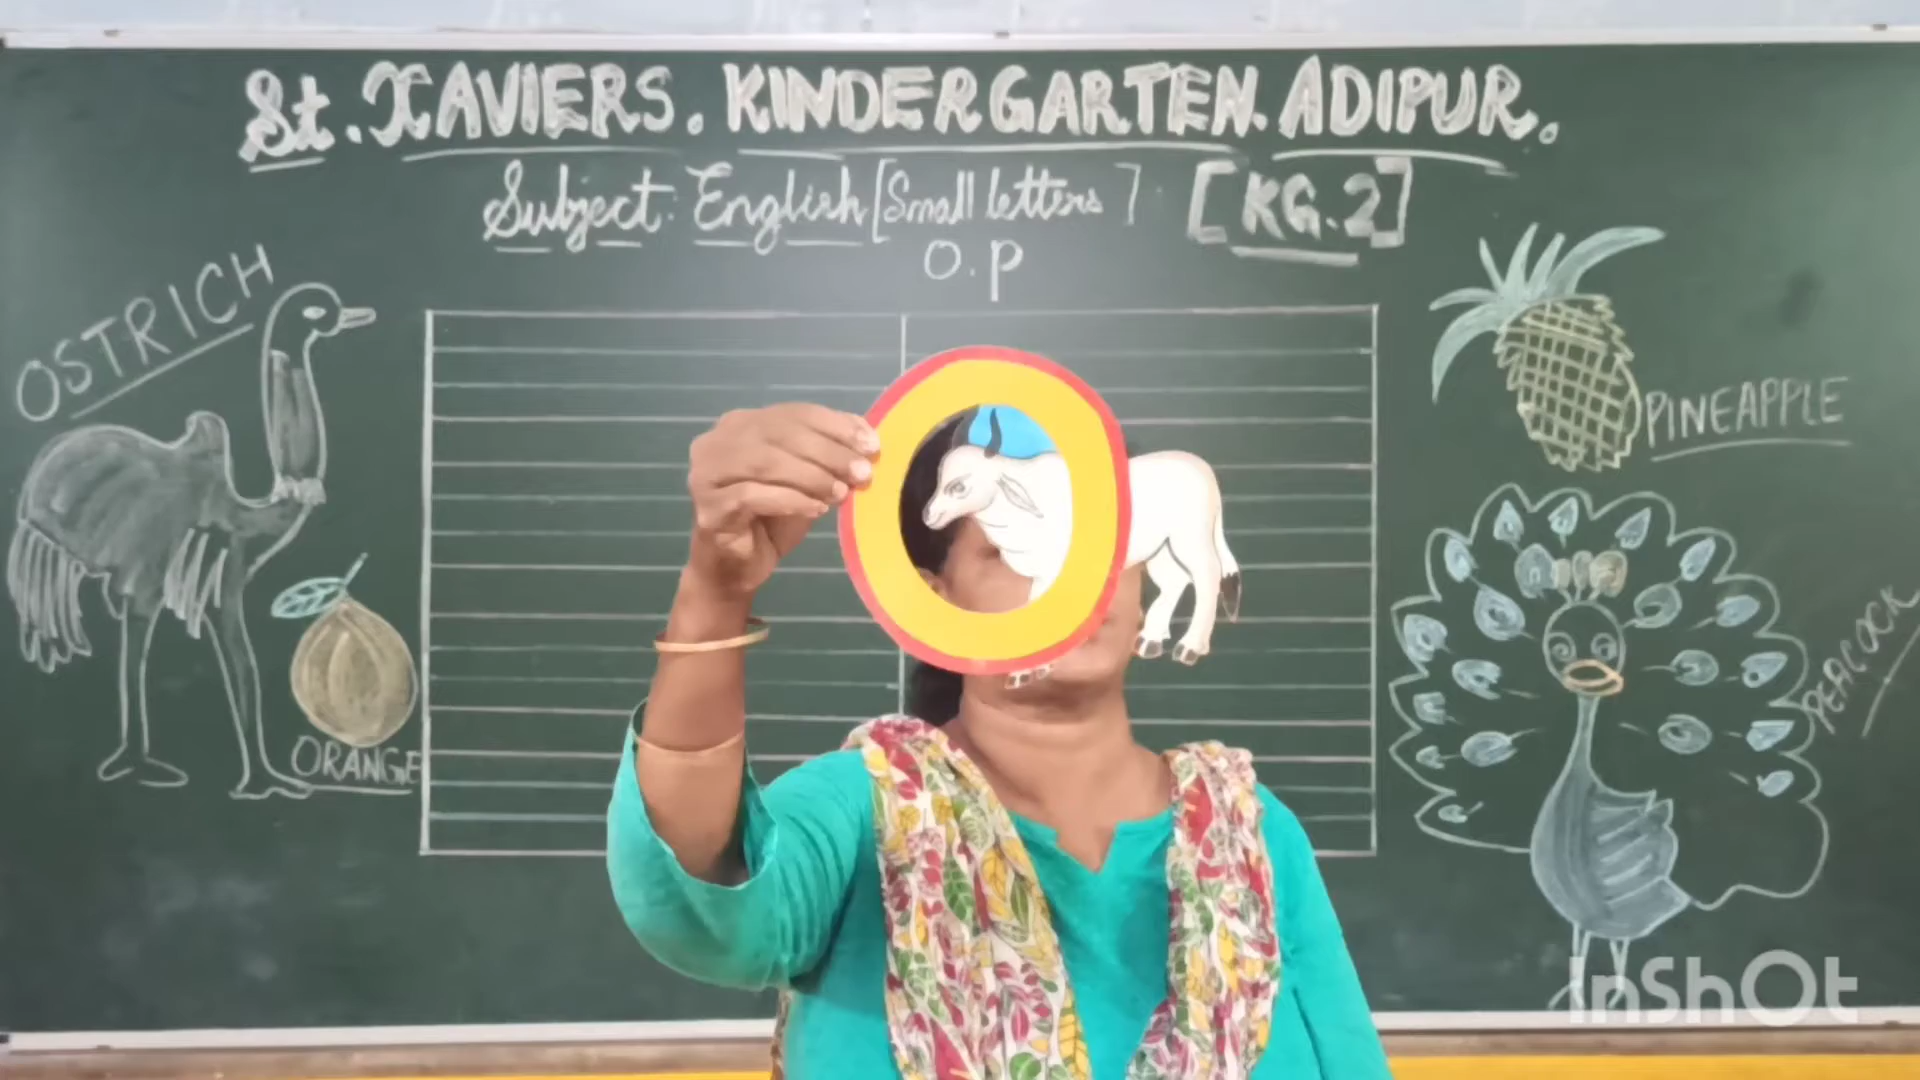 St. XAVIERS. KINDERGARTEN. ADIPUR.
Subject: English [Small letters] [KG.2]
o.p
OSTRICH
ORANGE
PINEAPPLE
PEACOCK
InShOt